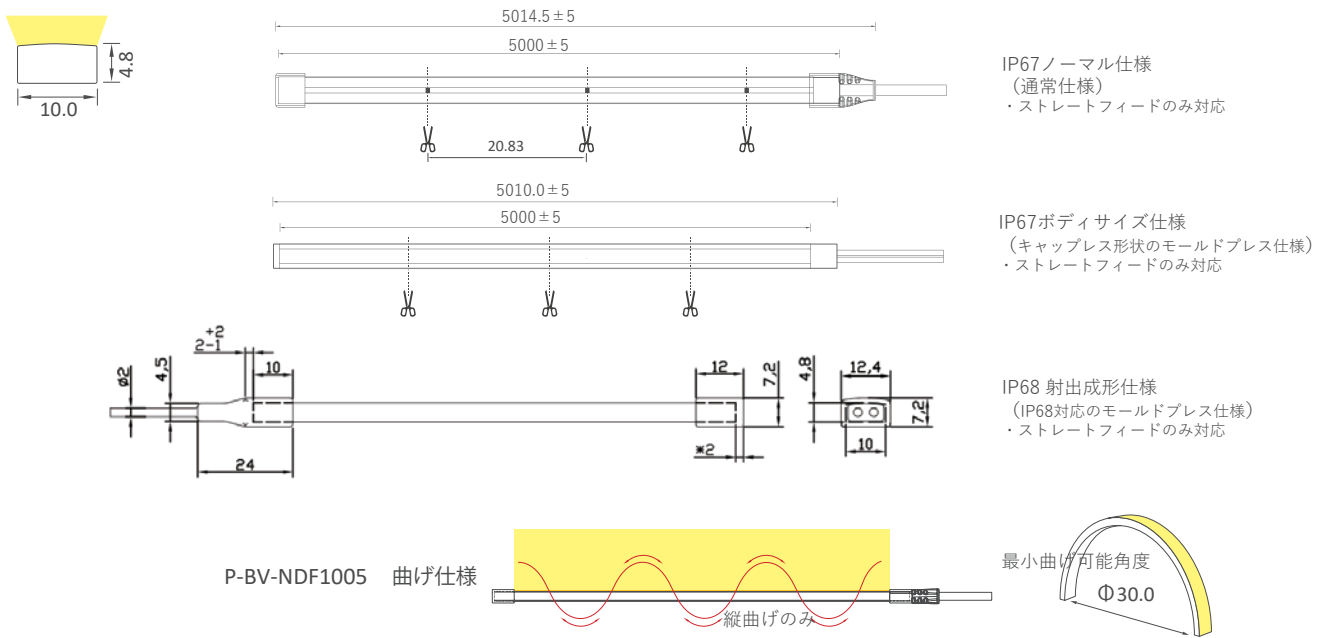 4.8
10.0
5014.5±5
5000±5
20.83
IP67ノーマル仕様
（通常仕様）
・ストレートフィードのみ対応
5010.0±5
5000±5
IP67ボディサイズ仕様
（キャップレス形状のモールドプレス仕様）
・ストレートフィードのみ対応
+2
2-1
ø2
4,5
10
24
12
7,2
※2
4,8
12,4
7,2
10
IP68 射出成形仕様
（IP68対応のモールドプレス仕様）
・ストレートフィードのみ対応
P-BV-NDF1005 曲げ仕様
縦曲げのみ
最小曲げ可能角度
Φ30.0